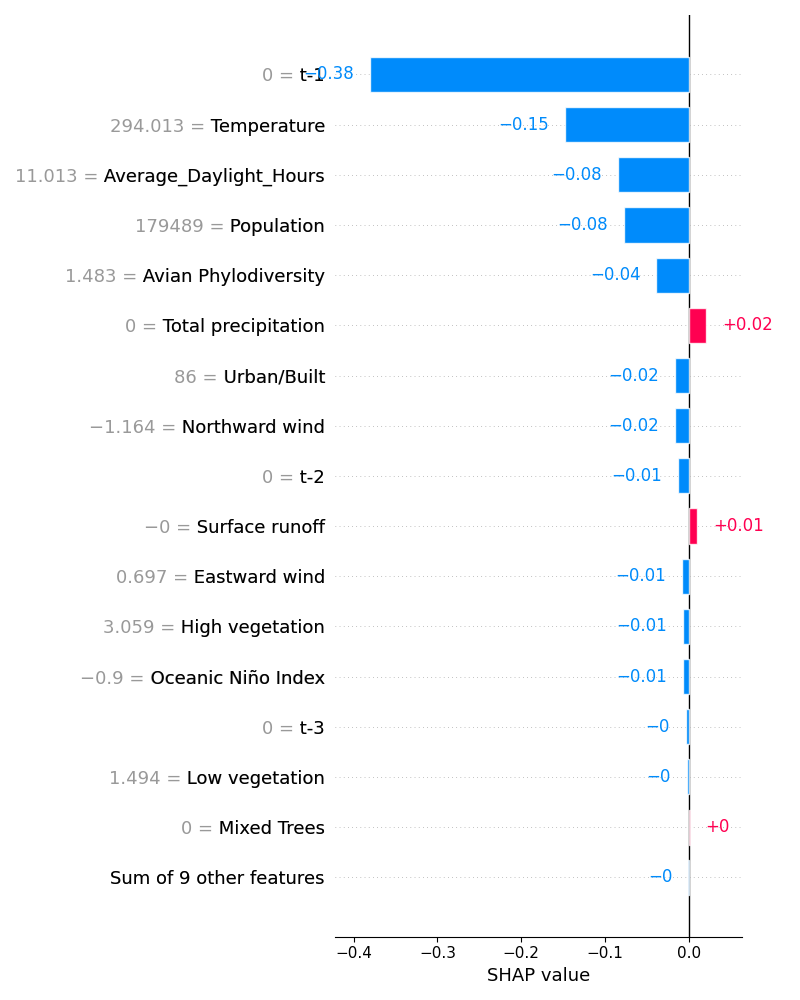 0 = t-1 −0.38
294.013 = Temperature −0.15
11.013 = Average_Daylight_Hours −0.08
179489 = Population −0.08
1.483 = Avian Phylodiversity −0.04
0 = Total precipitation +0.02
86 = Urban/Built −0.02
−1.164 = Northward wind −0.02
0 = t-2 −0.01
−0 = Surface runoff +0.01
0.697 = Eastward wind −0.01
3.059 = High vegetation −0.01
−0.9 = Oceanic Niño Index −0.01
0 = t-3 −0
1.494 = Low vegetation −0
0 = Mixed Trees +0
Sum of 9 other features −0
−0.4 −0.3 −0.2 −0.1 0.0
SHAP value